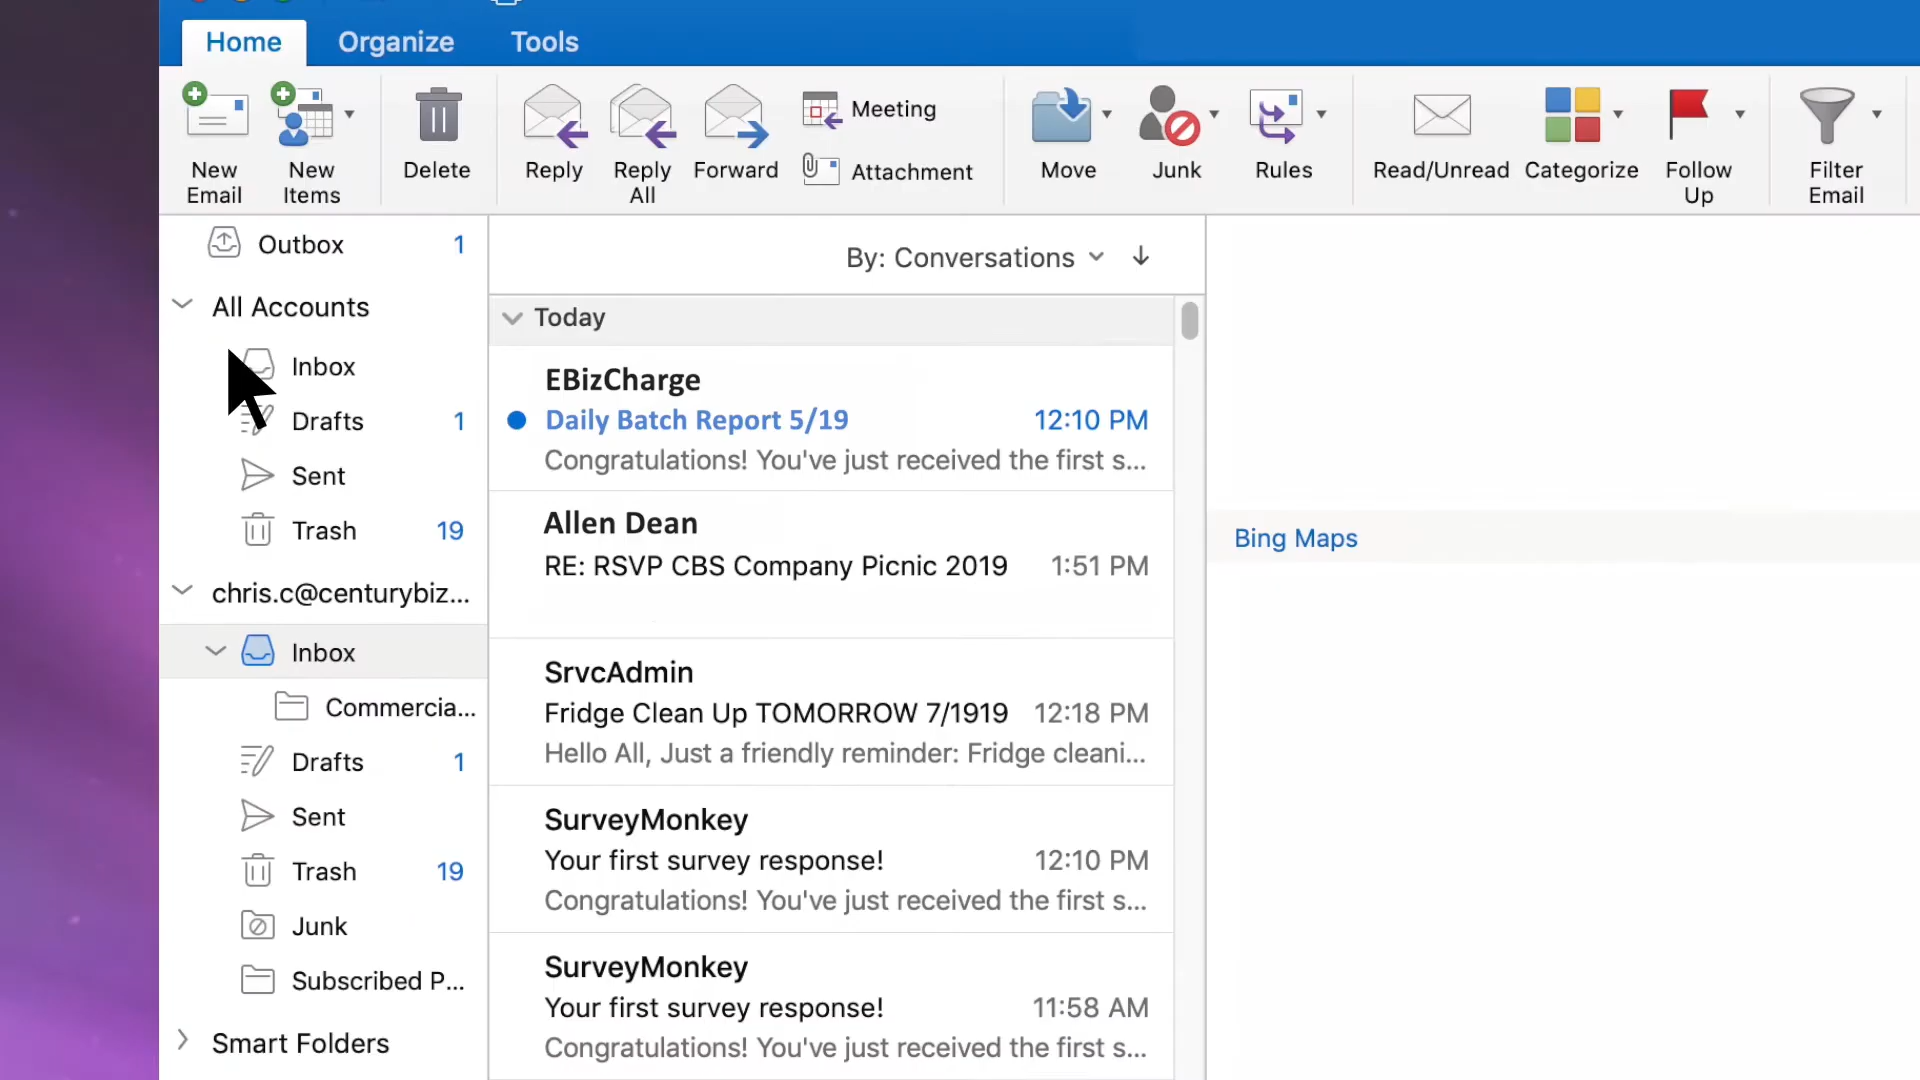 Home Organize Tools
New Email
New Items
Delete
Reply
Reply All
Forward
Meeting
Attachment
Move
Junk
Rules
Read/Unread
Categorize
Follow Up
Filter Email
Outbox 1
All Accounts
Inbox
Drafts 1
Sent
Trash 19
chris.c@centurybiz...
Inbox
Commercia...
Drafts 1
Sent
Trash 19
Junk
Subscribed P...
Smart Folders
By: Conversations
Today
EBizCharge
Daily Batch Report 5/19 12:10 PM
Congratulations! You've just received the first s...
Allen Dean
RE: RSVP CBS Company Picnic 2019 1:51 PM
SrvcAdmin
Fridge Clean Up TOMORROW 7/1919 12:18 PM
Hello All, Just a friendly reminder: Fridge cleani...
SurveyMonkey
Your first survey response! 12:10 PM
Congratulations! You've just received the first s...
SurveyMonkey
Your first survey response! 11:58 AM
Congratulations! You've just received the first s...
Bing Maps